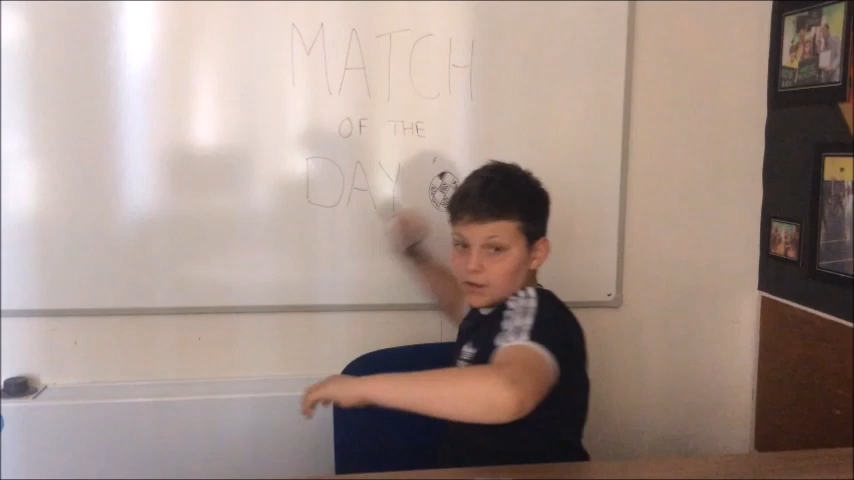 MATCH
OF THE
DAY